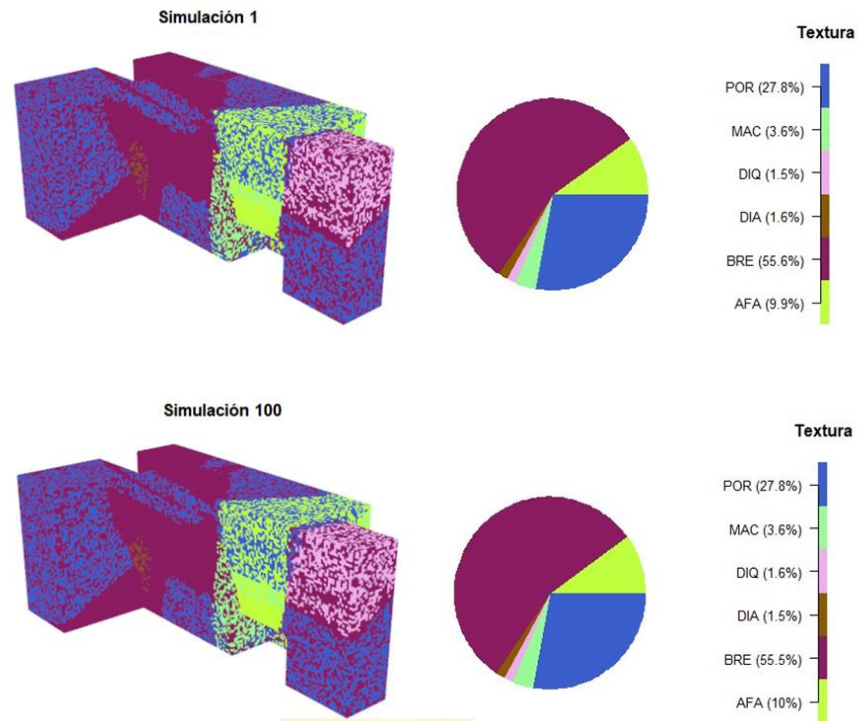 Simulación 1
Textura
POR (27.8%)
MAC (3.6%)
DIQ (1.5%)
DIA (1.6%)
BRE (55.6%)
AFA (9.9%)
Simulación 100
Textura
POR (27.8%)
MAC (3.6%)
DIQ (1.6%)
DIA (1.5%)
BRE (55.5%)
AFA (10%)